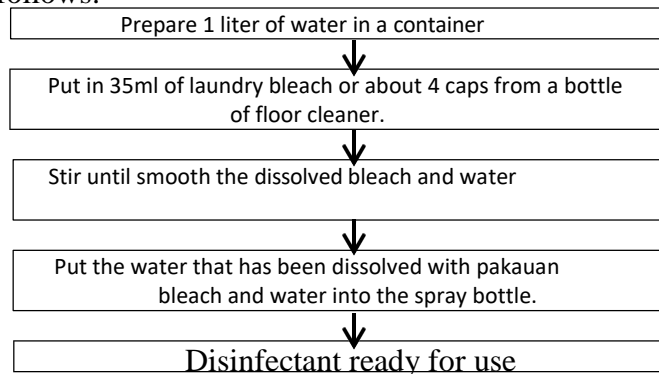 follows:
Prepare 1 liter of water in a container
Put in 35ml of laundry bleach or about 4 caps from a bottle
of floor cleaner.
Stir until smooth the dissolved bleach and water
Put the water that has been dissolved with pakauan
bleach and water into the spray bottle.
Disinfectant ready for use